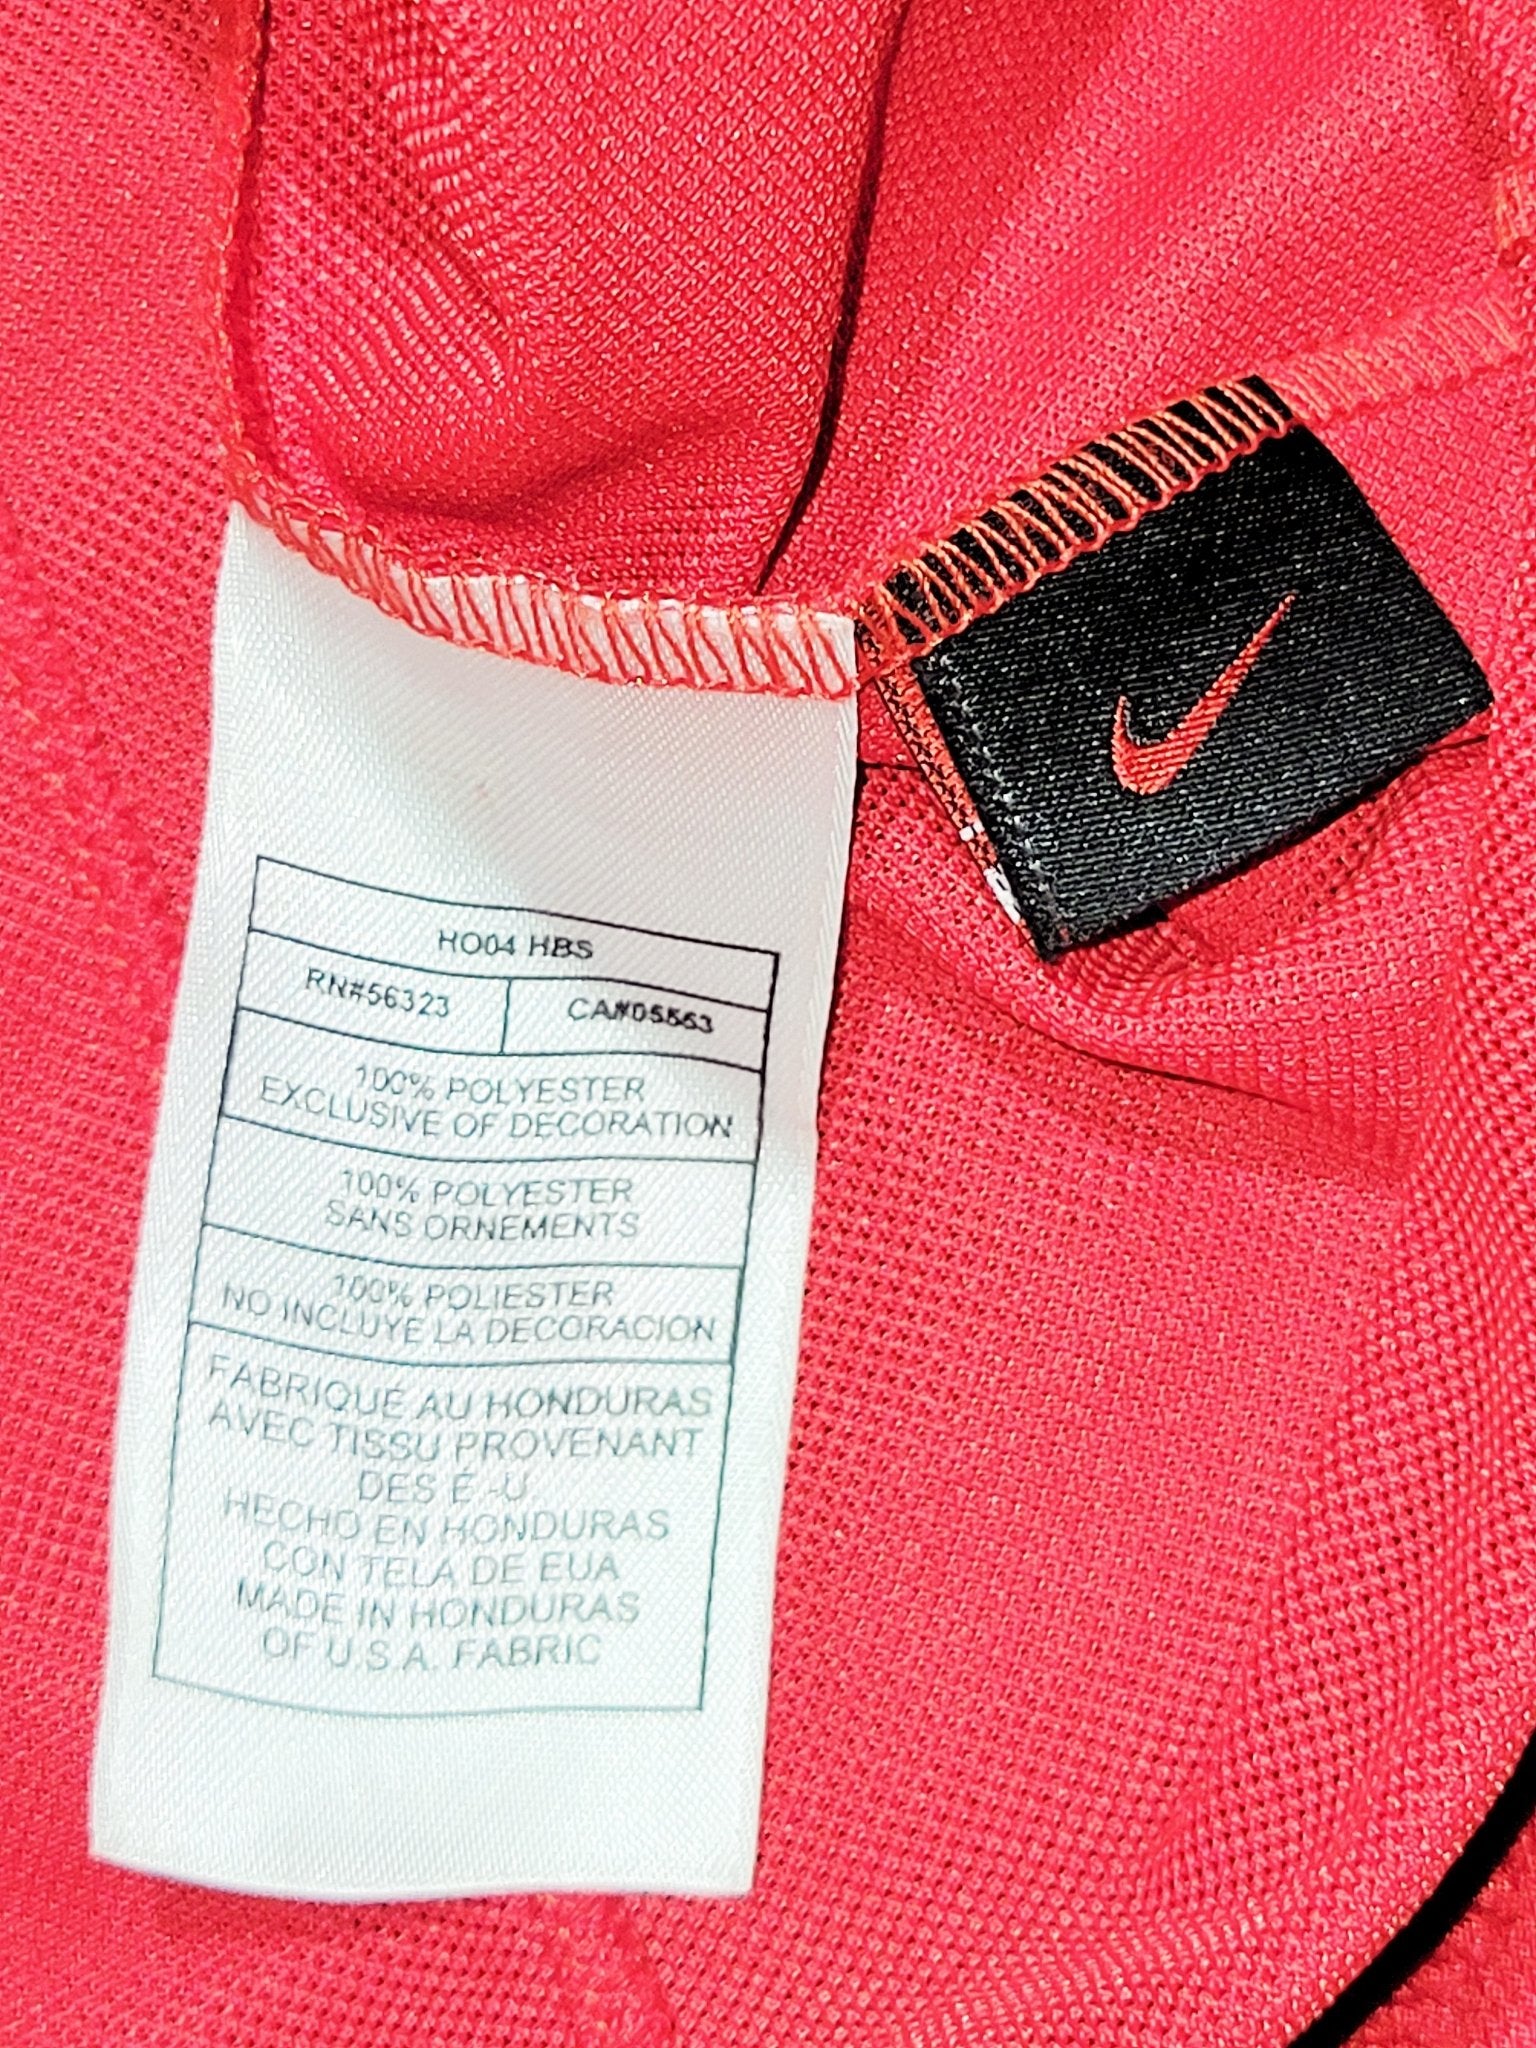 HO04 HBS
RN#56323
CA#05553
100% POLYESTER
EXCLUSIVE OF DECORATION
100% POLYESTER
SANS ORNEMENTS
100% POLIESTER
NO INCLUYE LA DECORACION
FABRIQUÉ AU HONDURAS
AVEC TISSU PROVENANT
DES É.-U
HECHO EN HONDURAS
CON TELA DE EUA
MADE IN HONDURAS
OF U.S.A. FABRIC